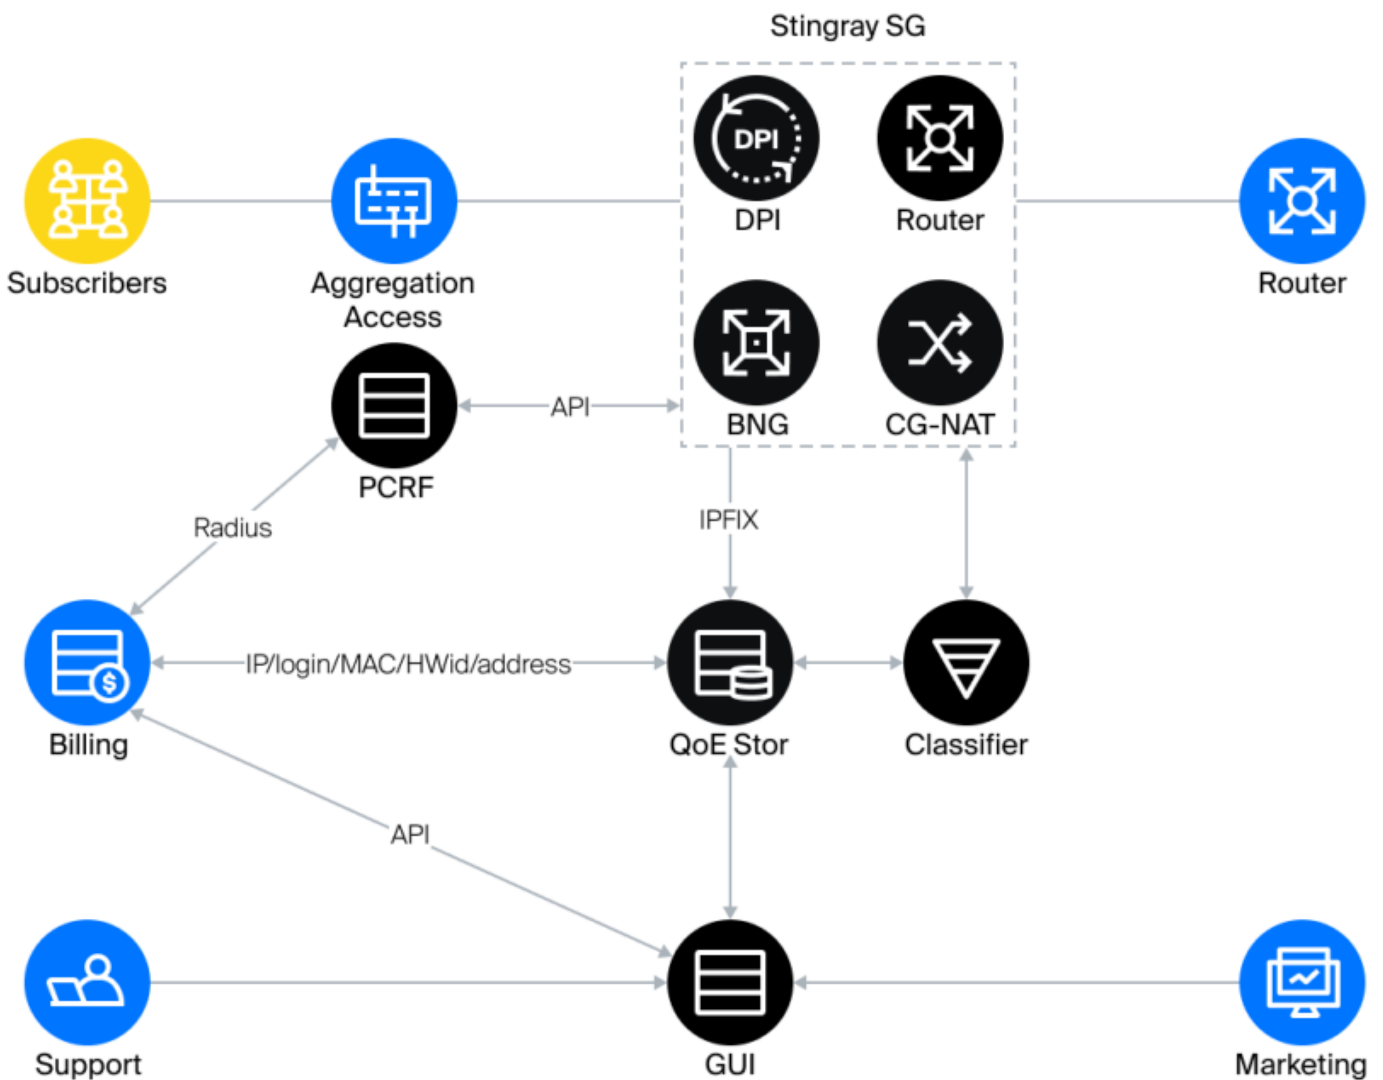 Stingray SG
DPI
DPI
Router
Subscribers
Aggregation
Access
Router
BNG
CG-NAT
API
PCRF
Radius
IPFIX
IP/login/MAC/HWid/address
$
Billing
QoE Stor
Classifier
API
Support
GUI
Marketing